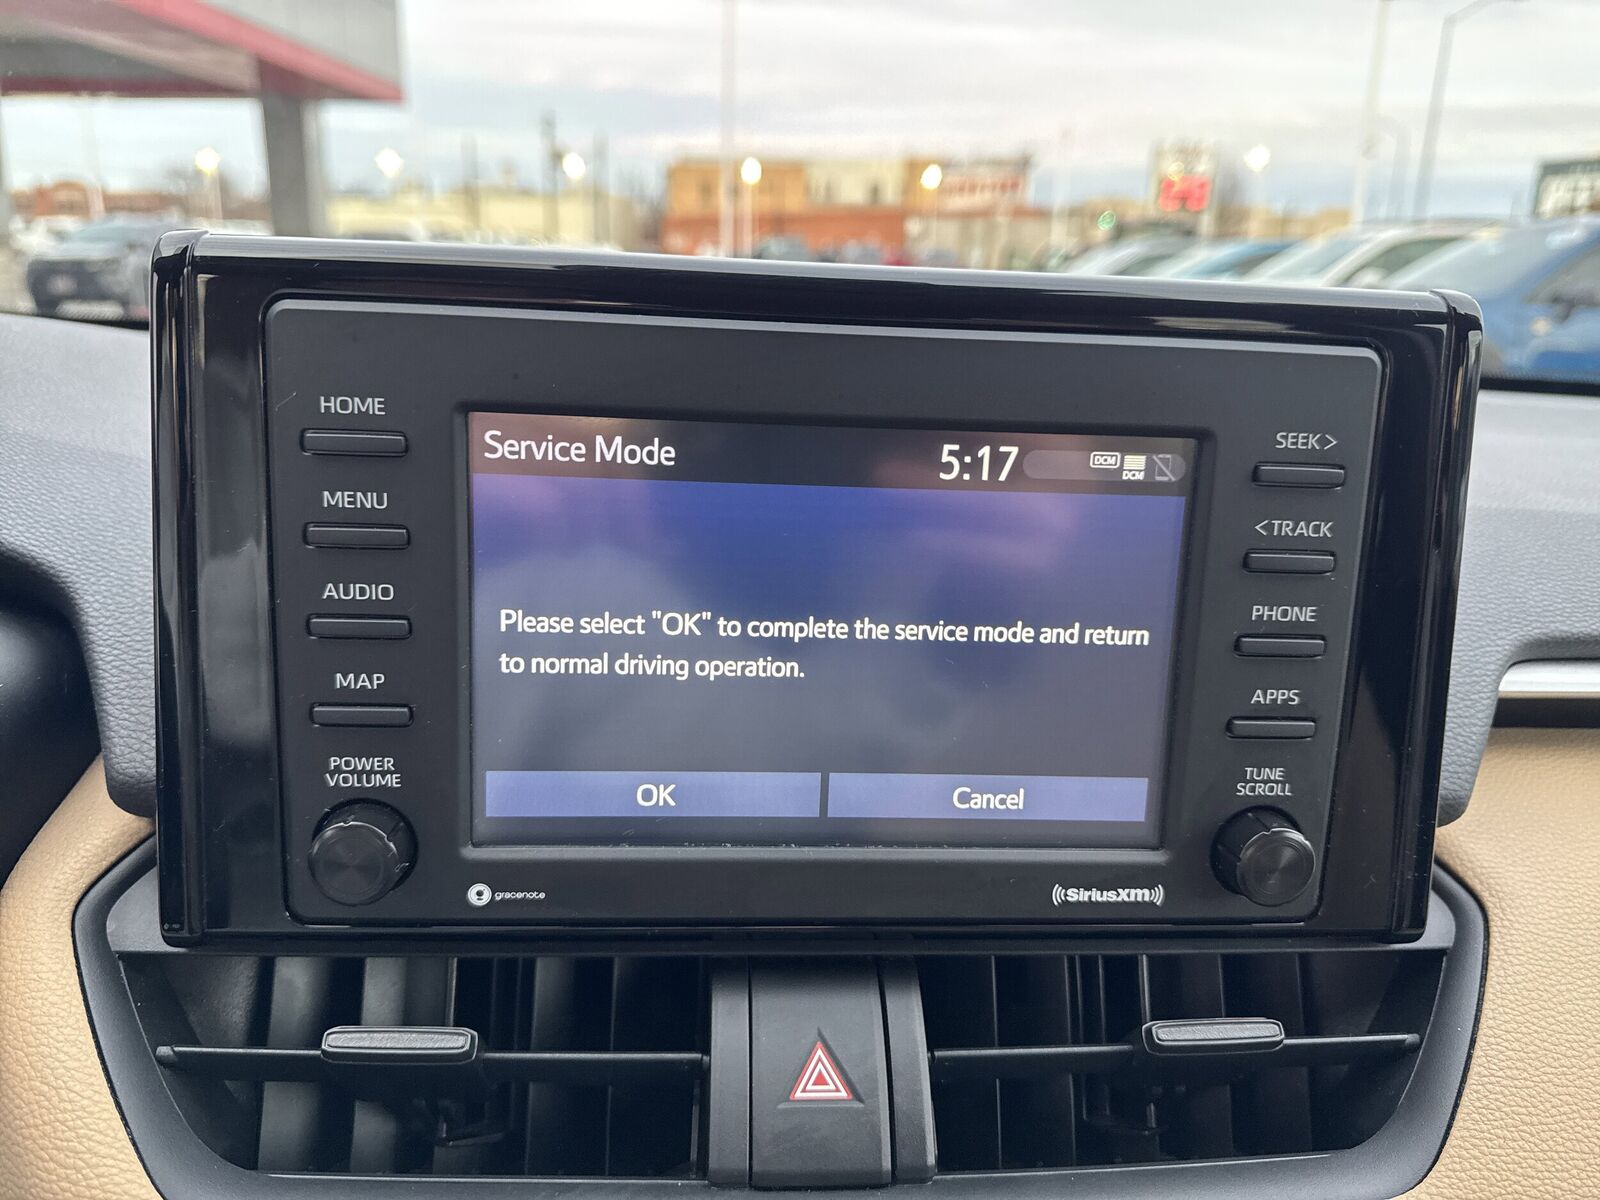 HOME
MENU
AUDIO
MAP
POWER
VOLUME
Service Mode
5:17
DCM
DCM
Please select "OK" to complete the service mode and return
to normal driving operation.
OK
Cancel
gracenote
((SiriusXM))
SEEK>
<TRACK
PHONE
APPS
TUNE
SCROLL